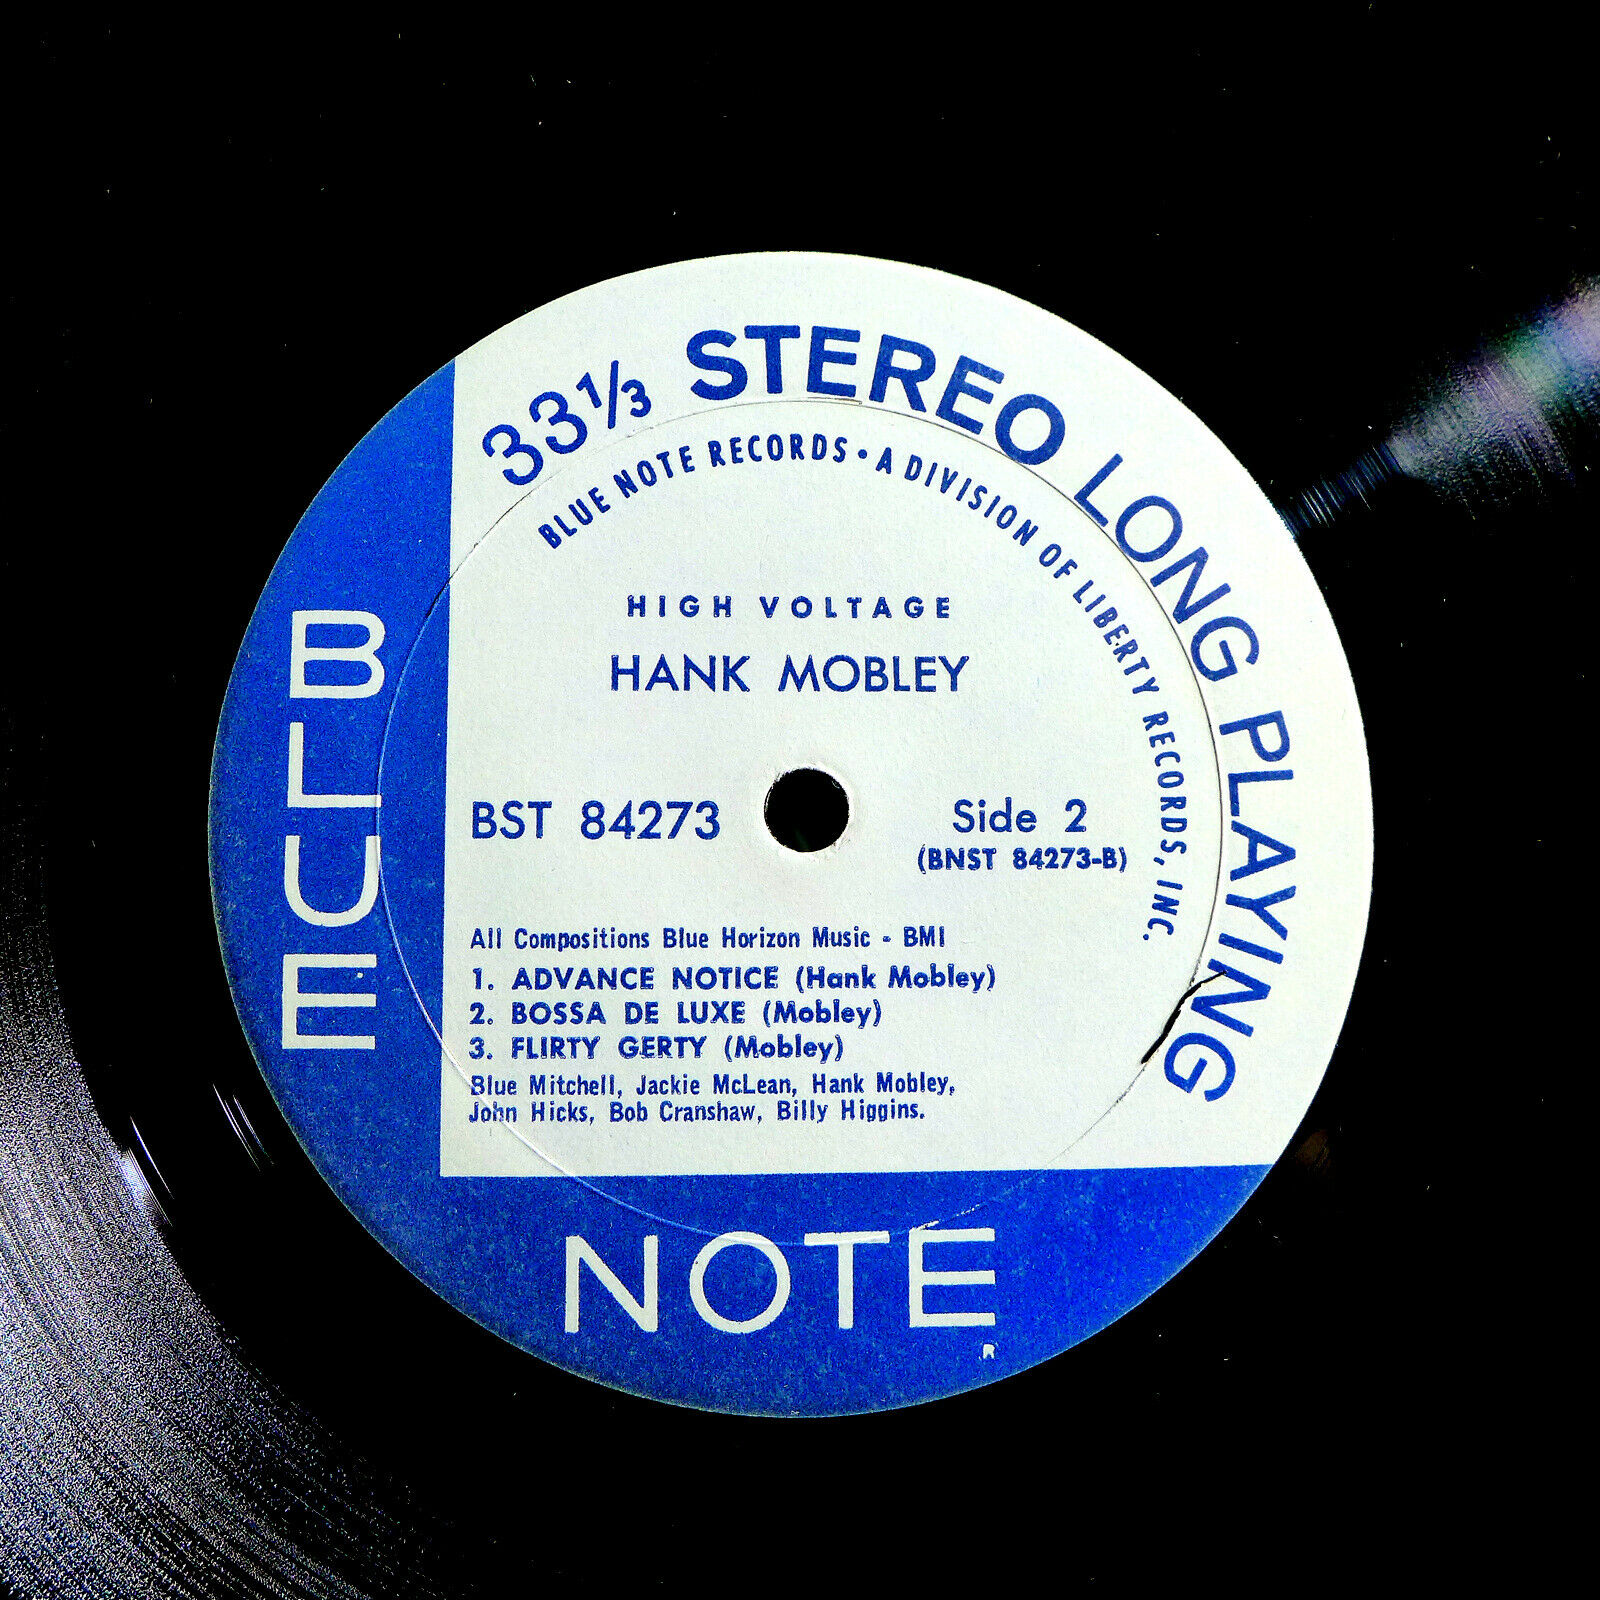 33 1/3 STEREO LONG PLAYING
BLUE NOTE RECORDS • A DIVISION OF LIBERTY RECORDS, INC.
HIGH VOLTAGE
HANK MOBLEY
BST 84273
Side 2
(BNST 84273-B)
All Compositions Blue Horizon Music - BMI
1. ADVANCE NOTICE (Hank Mobley)
2. BOSSA DE LUXE (Mobley)
3. FLIRTY GERTY (Mobley)
Blue Mitchell, Jackie McLean, Hank Mobley,
John Hicks, Bob Cranshaw, Billy Higgins.
BLUE
NOTE
R